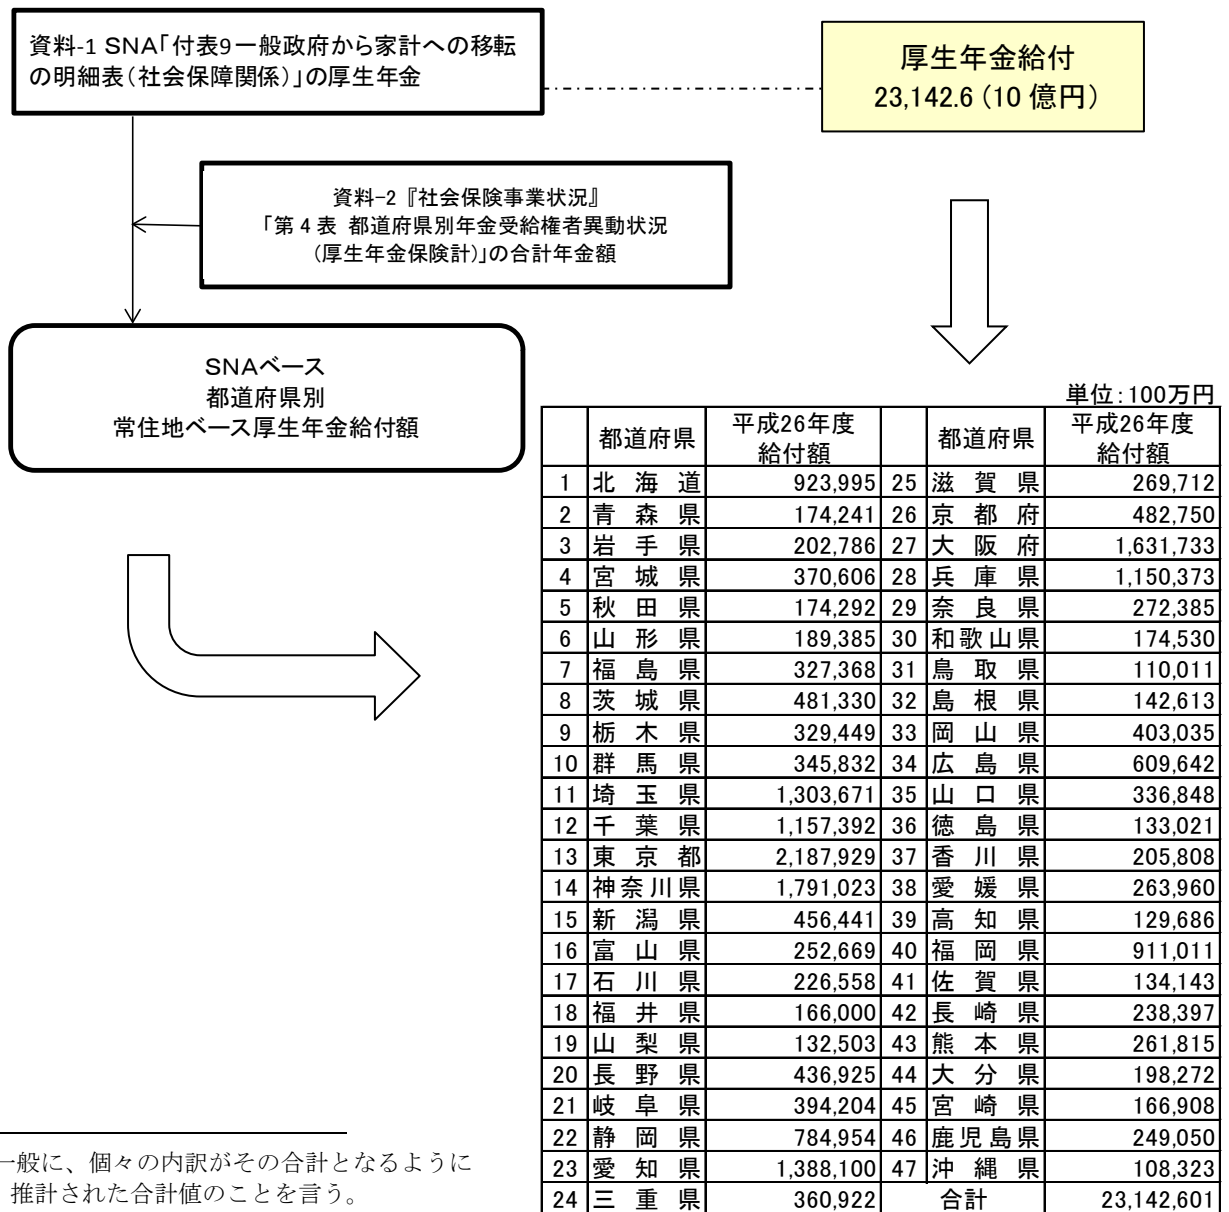 資料-1 SNA「付表9一般政府から家計への移転
の明細表(社会保障関係)」の厚生年金
厚生年金給付
23,142.6（10 億円）
資料-2『社会保険事業状況』
「第 4 表 都道府県別年金受給権者異動状況
(厚生年金保険計)」の合計年金額
SNAベース
都道府県別
常住地ベース厚生年金給付額
単位：100万円
都道府県 平成26年度 給付額 都道府県 平成26年度 給付額
1 北海道 923,995 25 滋賀県 269,712
2 青森県 174,241 26 京都府 482,750
3 岩手県 202,786 27 大阪府 1,631,733
4 宮城県 370,606 28 兵庫県 1,150,373
5 秋田県 174,292 29 奈良県 272,385
6 山形県 189,385 30 和歌山県 174,530
7 福島県 327,368 31 鳥取県 110,011
8 茨城県 481,330 32 島根県 142,613
9 栃木県 329,449 33 岡山県 403,035
10 群馬県 345,832 34 広島県 609,642
11 埼玉県 1,303,671 35 山口県 336,848
12 千葉県 1,157,392 36 徳島県 133,021
13 東京都 2,187,929 37 香川県 205,808
14 神奈川県 1,791,023 38 愛媛県 263,960
15 新潟県 456,441 39 高知県 129,686
16 富山県 252,669 40 福岡県 911,011
17 石川県 226,558 41 佐賀県 134,143
18 福井県 166,000 42 長崎県 238,397
19 山梨県 132,503 43 熊本県 261,815
20 長野県 436,925 44 大分県 198,272
21 岐阜県 394,204 45 宮崎県 166,908
22 静岡県 784,954 46 鹿児島県 249,050
23 愛知県 1,388,100 47 沖縄県 108,323
24 三重県 360,922 合計 23,142,601
一般に、個々の内訳がその合計となるように
推計された合計値のことを言う。